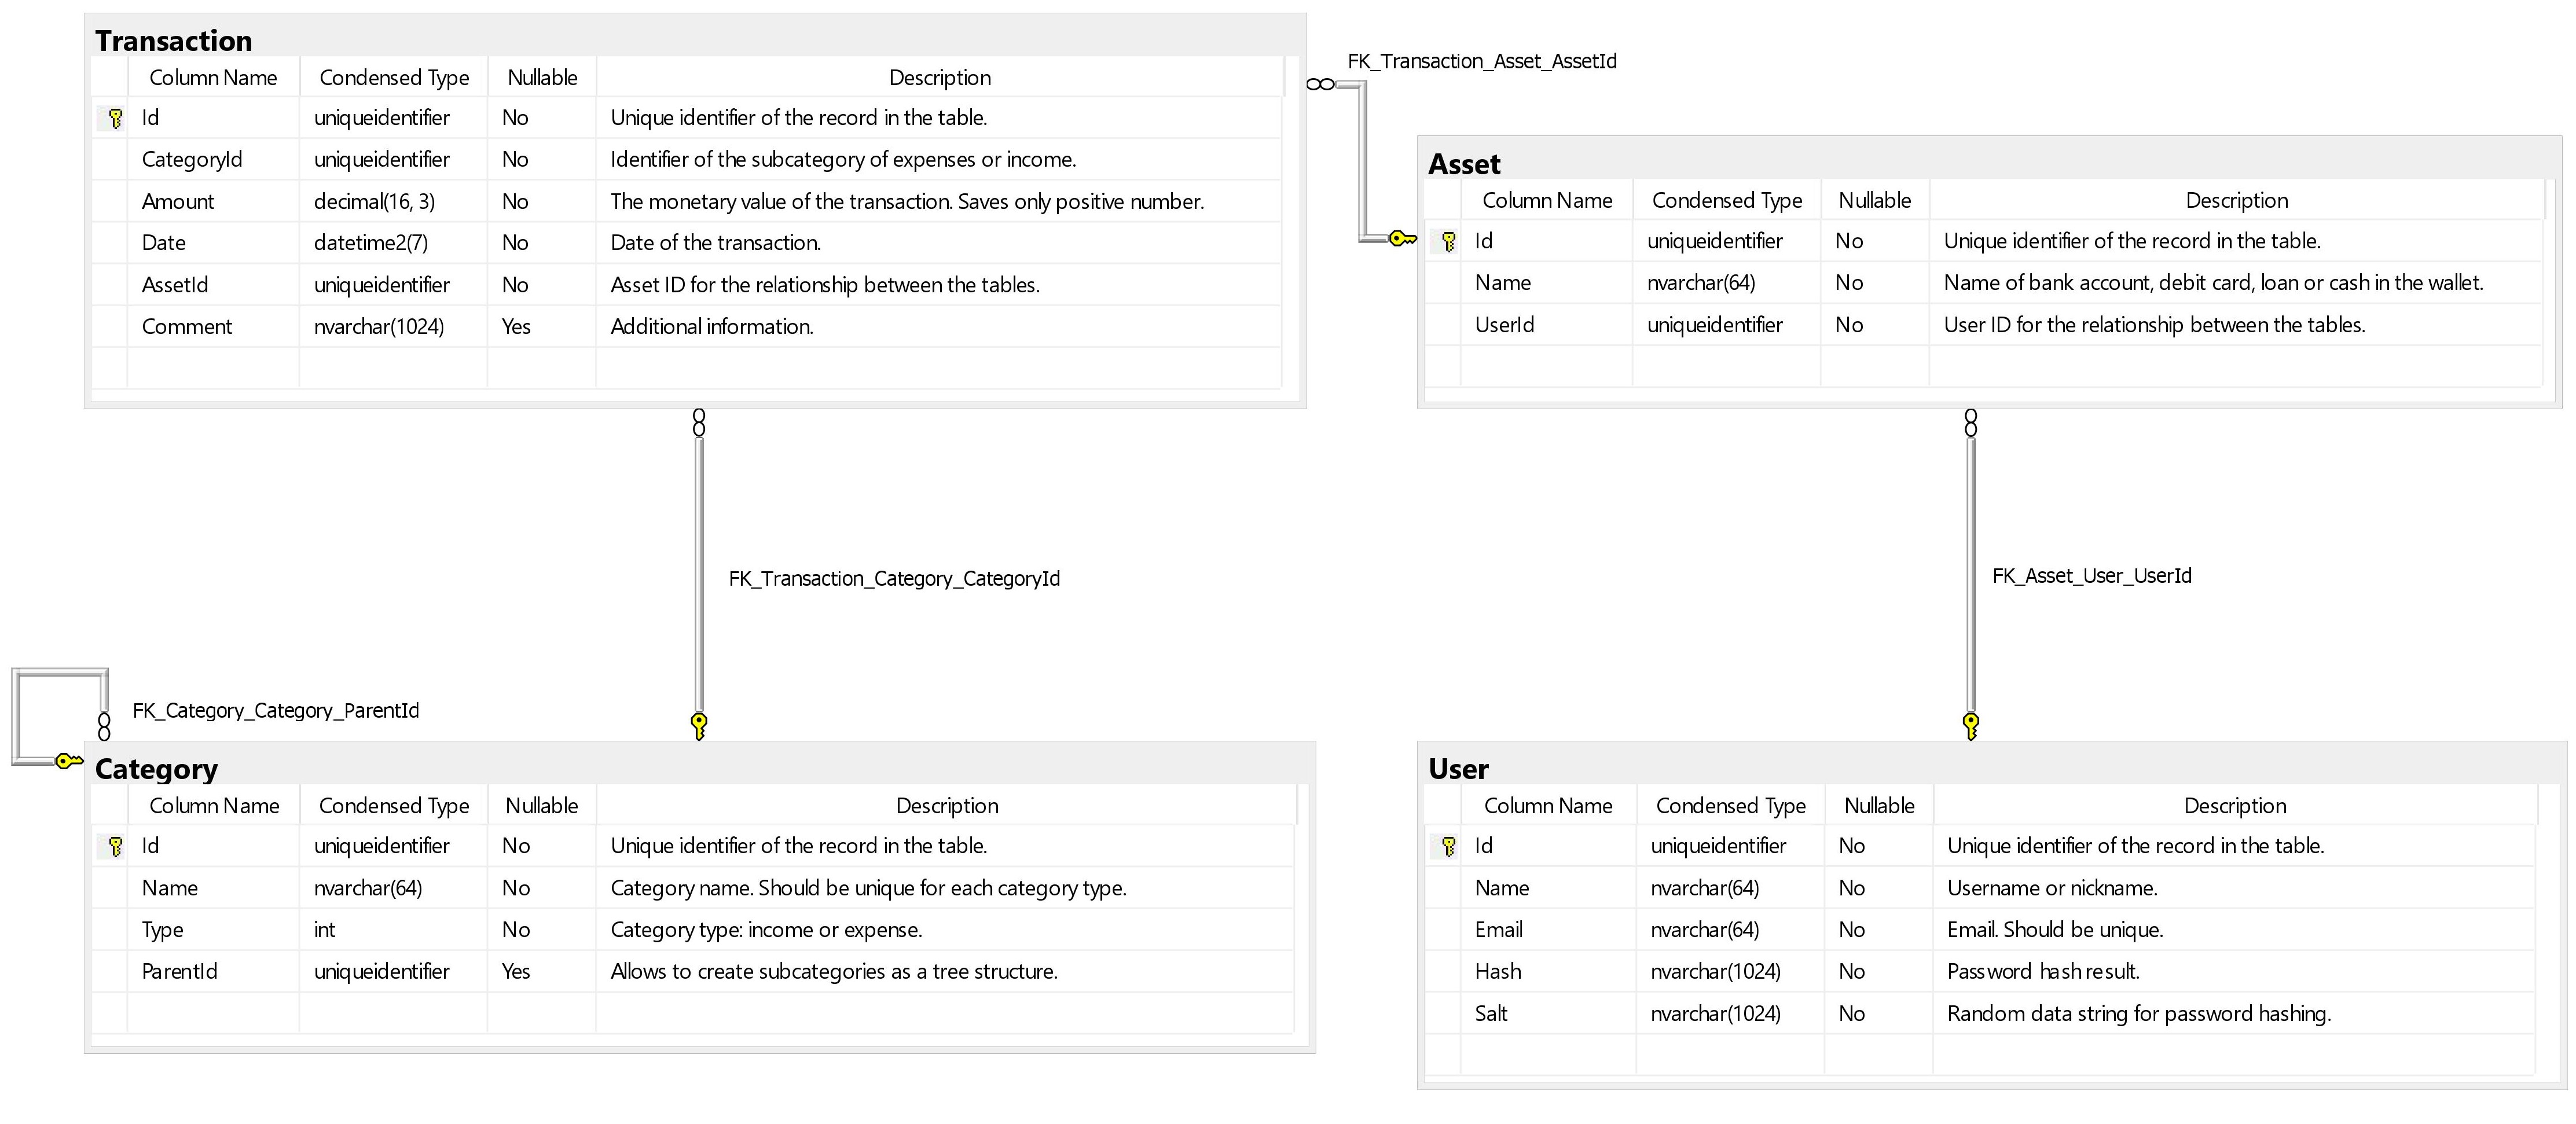 Transaction
Column Name Condensed Type Nullable Description
Id uniqueidentifier No Unique identifier of the record in the table.
CategoryId uniqueidentifier No Identifier of the subcategory of expenses or income.
Amount decimal(16, 3) No The monetary value of the transaction. Saves only positive number.
Date datetime2(7) No Date of the transaction.
AssetId uniqueidentifier No Asset ID for the relationship between the tables.
Comment nvarchar(1024) Yes Additional information.
FK_Transaction_Asset_AssetId
Asset
Column Name Condensed Type Nullable Description
Id uniqueidentifier No Unique identifier of the record in the table.
Name nvarchar(64) No Name of bank account, debit card, loan or cash in the wallet.
UserId uniqueidentifier No User ID for the relationship between the tables.
FK_Transaction_Category_CategoryId
FK_Asset_User_UserId
FK_Category_Category_ParentId
Category
Column Name Condensed Type Nullable Description
Id uniqueidentifier No Unique identifier of the record in the table.
Name nvarchar(64) No Category name. Should be unique for each category type.
Type int No Category type: income or expense.
ParentId uniqueidentifier Yes Allows to create subcategories as a tree structure.
User
Column Name Condensed Type Nullable Description
Id uniqueidentifier No Unique identifier of the record in the table.
Name nvarchar(64) No Username or nickname.
Email nvarchar(64) No Email. Should be unique.
Hash nvarchar(1024) No Password hash result.
Salt nvarchar(1024) No Random data string for password hashing.